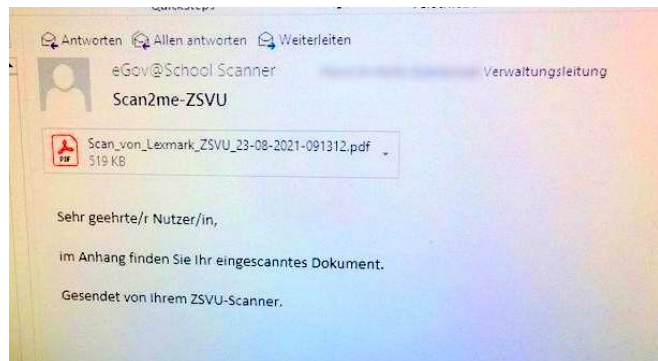 Antworten Allen antworten Weiterleiten
eGov@School Scanner Verwaltungsleitung
Scan2me-ZSVU
Scan_von_Lexmark_ZSVU_23-08-2021-091312.pdf
PDF 519 KB
Sehr geehrte/r Nutzer/in,
im Anhang finden Sie Ihr eingescanntes Dokument.
Gesendet von Ihrem ZSVU-Scanner.